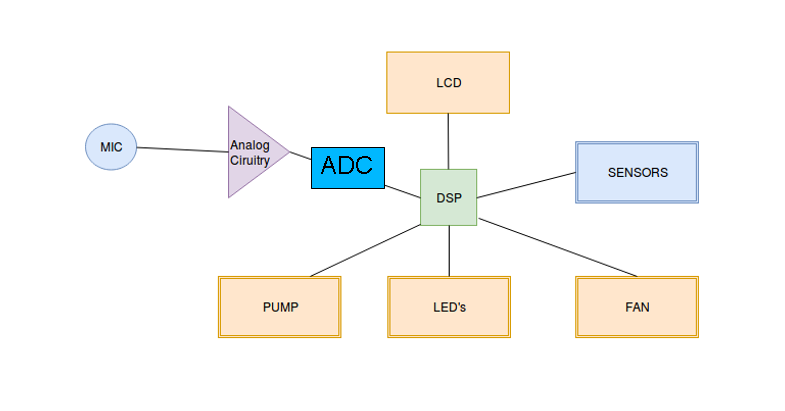 LCD
MIC
Analog
Ciruitry
ADC
SENSORS
DSP
PUMP
LED's
FAN